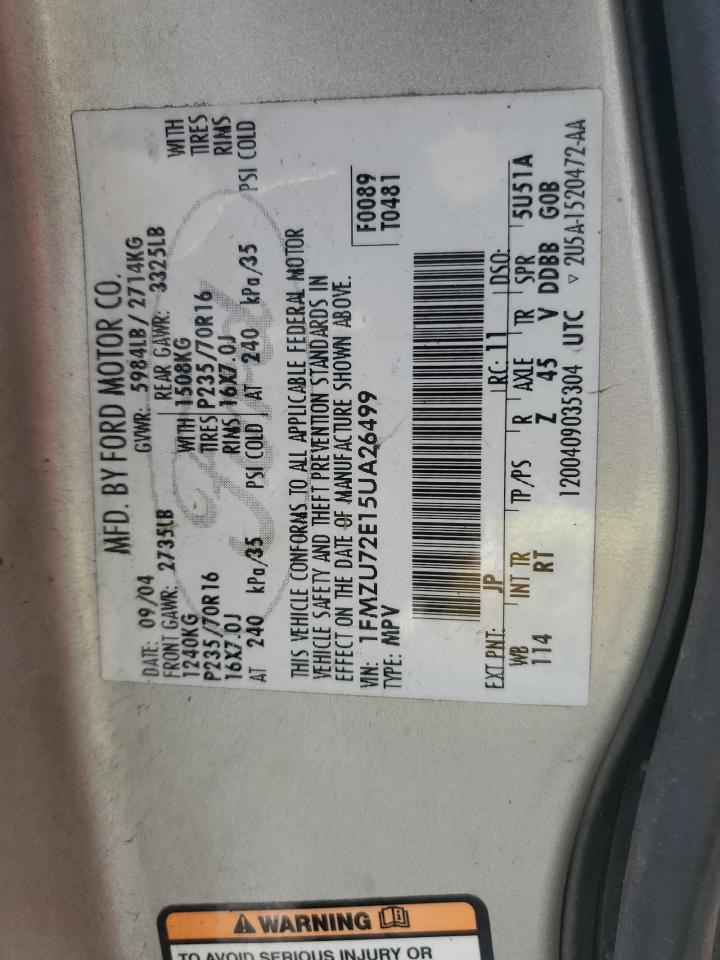 MFD. BY FORD MOTOR CO.
DATE: 09/04 GVWR: 5984LB/ 2714KG
FRONT GAWR: 2735LB REAR GAWR: 3325LB
1240KG WITH 1508KG WITH
P235/70R16 TIRES P235/70R16 TIRES
16X7.0J RIMS 16X7.0J RIMS
AT 240 kPa/35 PSI COLD AT 240 kPa/35 PSI COLD
THIS VEHICLE CONFORMS TO ALL APPLICABLE FEDERAL MOTOR
VEHICLE SAFETY AND THEFT PREVENTION STANDARDS IN
EFFECT ON THE DATE OF MANUFACTURE SHOWN ABOVE.
VIN: 1FMZU72E15UA26499 F0089
TYPE: MPV T0481
EXT PNT: JP RC: 11 DSO:
WB INT TR TP/PS R AXLE TR SPR 5U51A
114 RT Z 45 V DDBB G0B
1200409035304 UTC ▽ 2U5A-1520472-AA
Ford
WARNING
TO AVOID SERIOUS INJURY OR